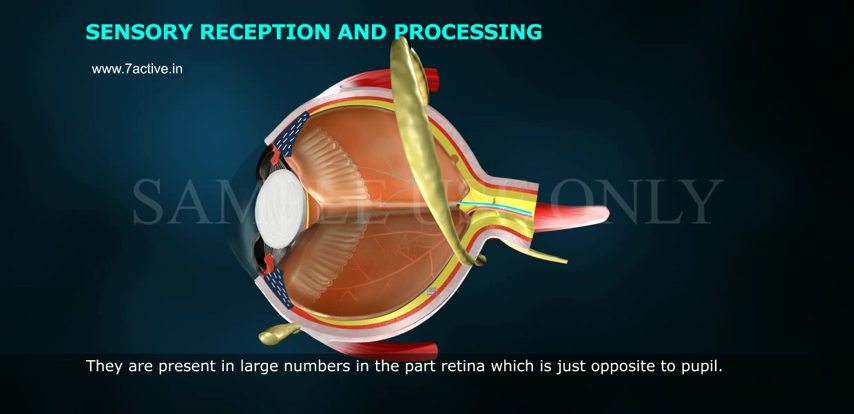 SENSORY RECEPTION AND PROCESSING
www.7active.in
SAMPLE USE ONLY
They are present in large numbers in the part retina which is just opposite to pupil.